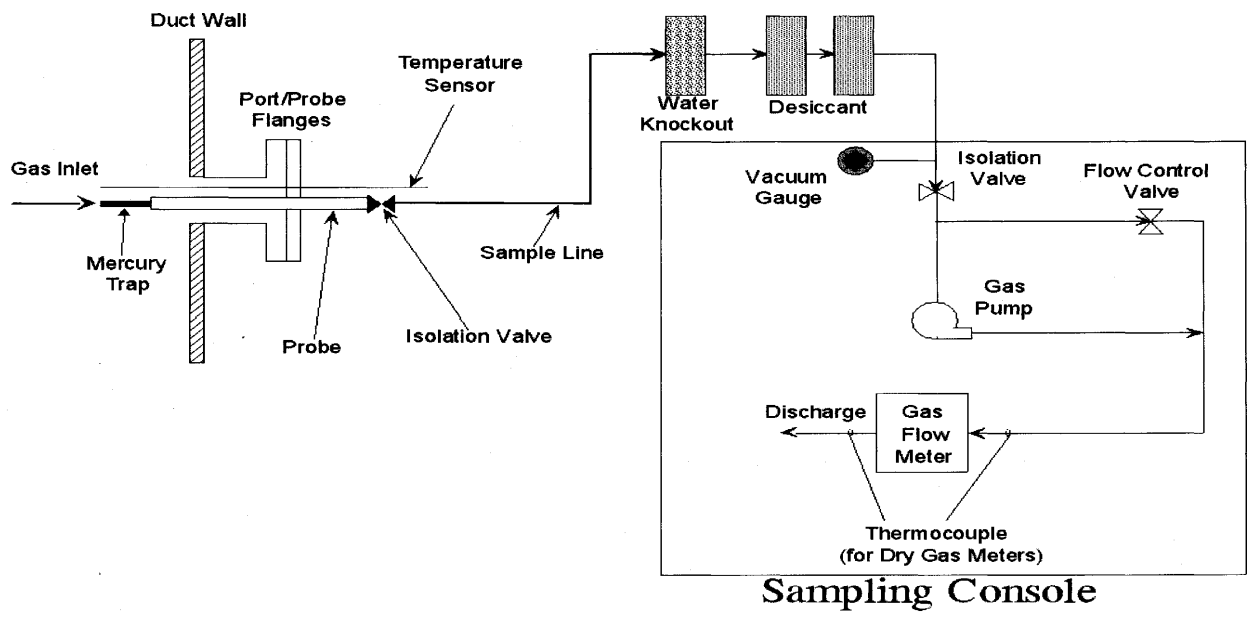 Duct Wall
Temperature
Sensor
Port/Probe
Flanges
Gas Inlet
Mercury
Trap
Probe
Isolation Valve
Sample Line
Water
Knockout
Desiccant
Vacuum
Gauge
Isolation
Valve
Flow Control
Valve
Gas
Pump
Discharge
Gas
Flow
Meter
Thermocouple
(for Dry Gas Meters)
Sampling Console